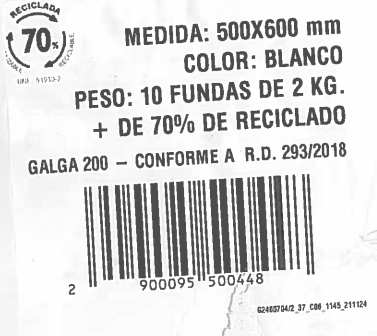 RECICLADA
70%
MEDIDA: 500X600 mm
COLOR: BLANCO
PESO: 10 FUNDAS DE 2 KG.
+ DE 70% DE RECICLADO
GALGA 200 – CONFORME A R.D. 293/2018
2 900095 500448
G2465704/2_37_C06_1145_211124